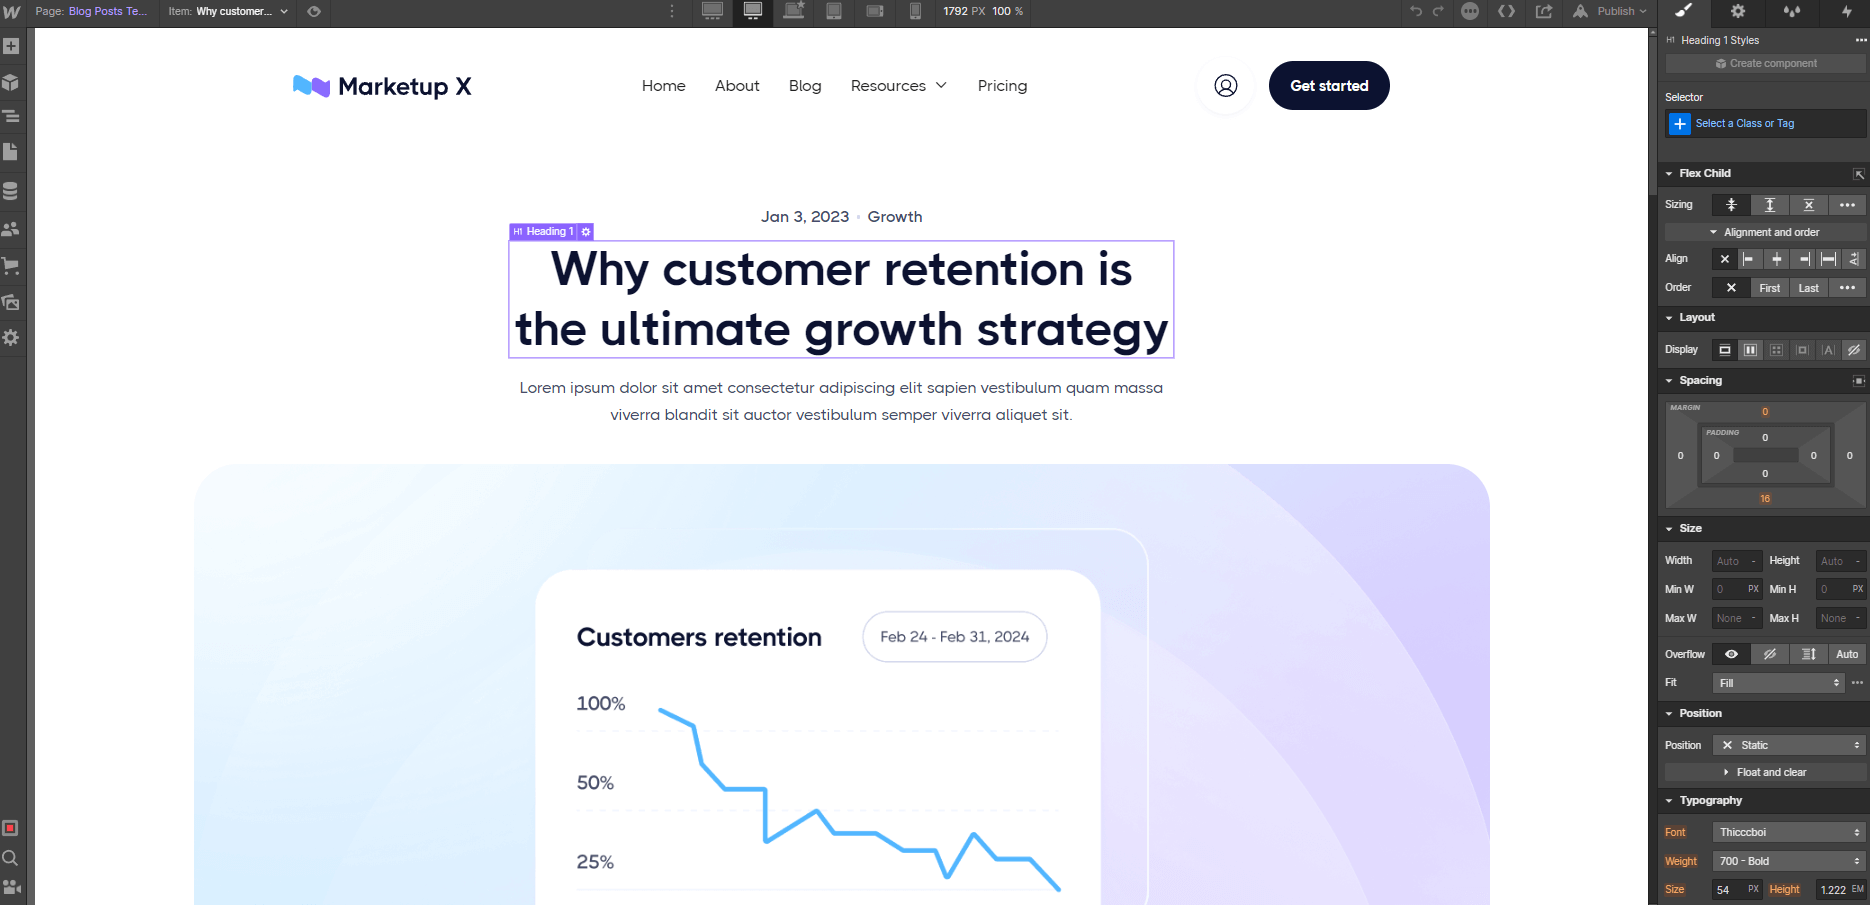 Page: Blog Posts Te...
Item: Why customer...
1792 PX 100 %
Publish
H1 Heading 1 Styles
Create component
Selector
Select a Class or Tag
Flex Child
Sizing
Alignment and order
Align
Order First Last
Layout
Display
Spacing
MARGIN
0
PADDING
0
0 0 0 0
0
16
Size
Width Auto - Height Auto -
Min W 0 PX Min H 0 PX
Max W None - Max H None -
Overflow Auto
Fit Fill
Position
Position Static
Float and clear
Typography
Font Thicccboi
Weight 700 - Bold
Size 54 PX Height 1.222 EM
Marketup X
Home About Blog Resources Pricing
Get started
Jan 3, 2023 Growth
H1 Heading 1
Why customer retention is
the ultimate growth strategy
Lorem ipsum dolor sit amet consectetur adipiscing elit sapien vestibulum quam massa
viverra blandit sit auctor vestibulum semper viverra aliquet sit.
Customers retention
Feb 24 - Feb 31, 2024
100%
50%
25%